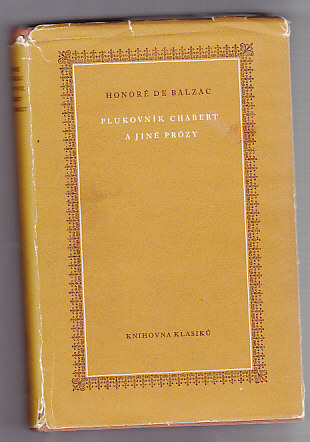 HONORÉ DE BALZAC
PLUKOVNÍK CHABERT
A JINÉ PRÓZY
KNIHOVNA KLASIKŮ